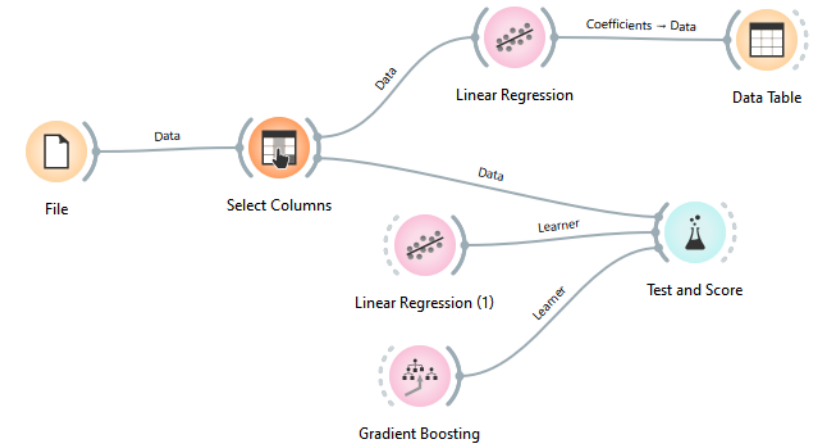 Coefficients → Data
Data
Linear Regression
Data Table
Data
File
Select Columns
Data
Learner
Linear Regression (1)
Test and Score
Learner
Gradient Boosting